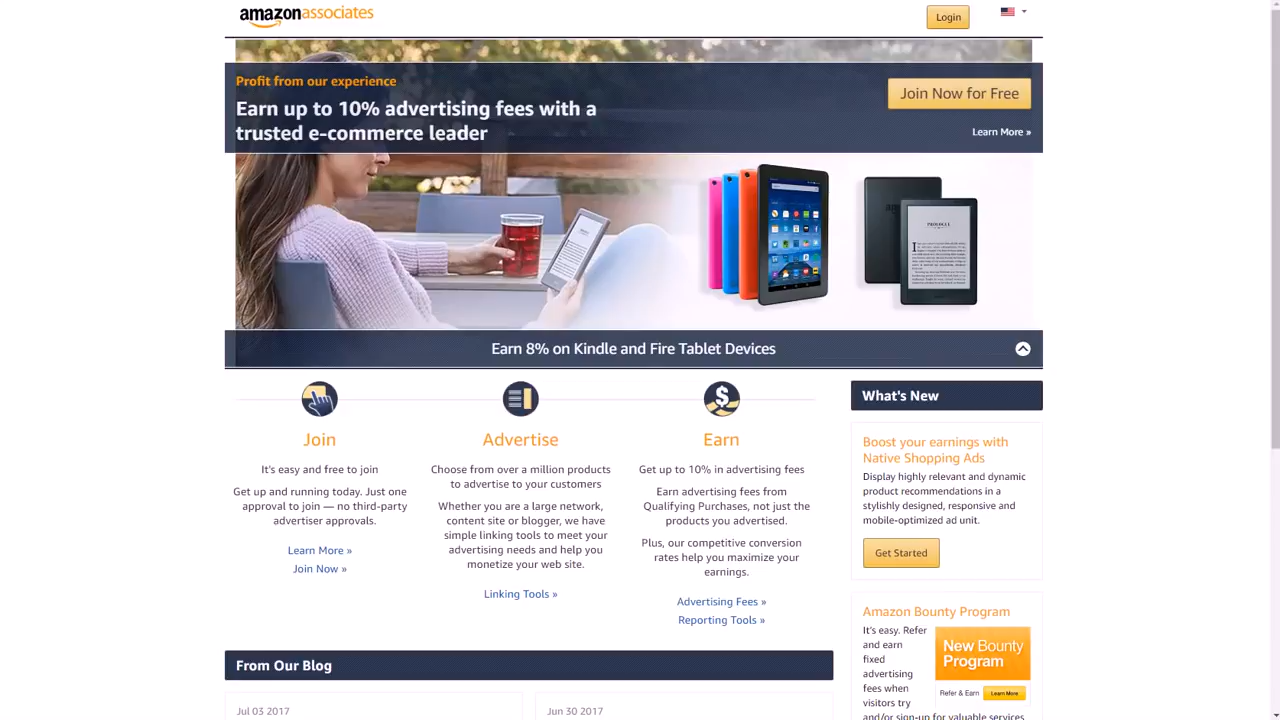 amazonassociates
Login
Profit from our experience
Earn up to 10% advertising fees with a
trusted e-commerce leader
Join Now for Free
Learn More »
PROLOGUE
Earn 8% on Kindle and Fire Tablet Devices
Join
It's easy and free to join
Get up and running today. Just one
approval to join — no third-party
advertiser approvals.
Learn More »
Join Now »
Advertise
Choose from over a million products
to advertise to your customers
Whether you are a large network,
content site or blogger, we have
simple linking tools to meet your
advertising needs and help you
monetize your web site.
Linking Tools »
Earn
Get up to 10% in advertising fees
Earn advertising fees from
Qualifying Purchases, not just the
products you advertised.
Plus, our competitive conversion
rates help you maximize your
earnings.
Advertising Fees »
Reporting Tools »
What's New
Boost your earnings with
Native Shopping Ads
Display highly relevant and dynamic
product recommendations in a
stylishly designed, responsive and
mobile-optimized ad unit.
Get Started
Amazon Bounty Program
It's easy. Refer
and earn
fixed
advertising
fees when
visitors try
and/or sign-up for valuable services
New Bounty
Program
Refer & Earn
Learn More
From Our Blog
Jul 03 2017
Jun 30 2017